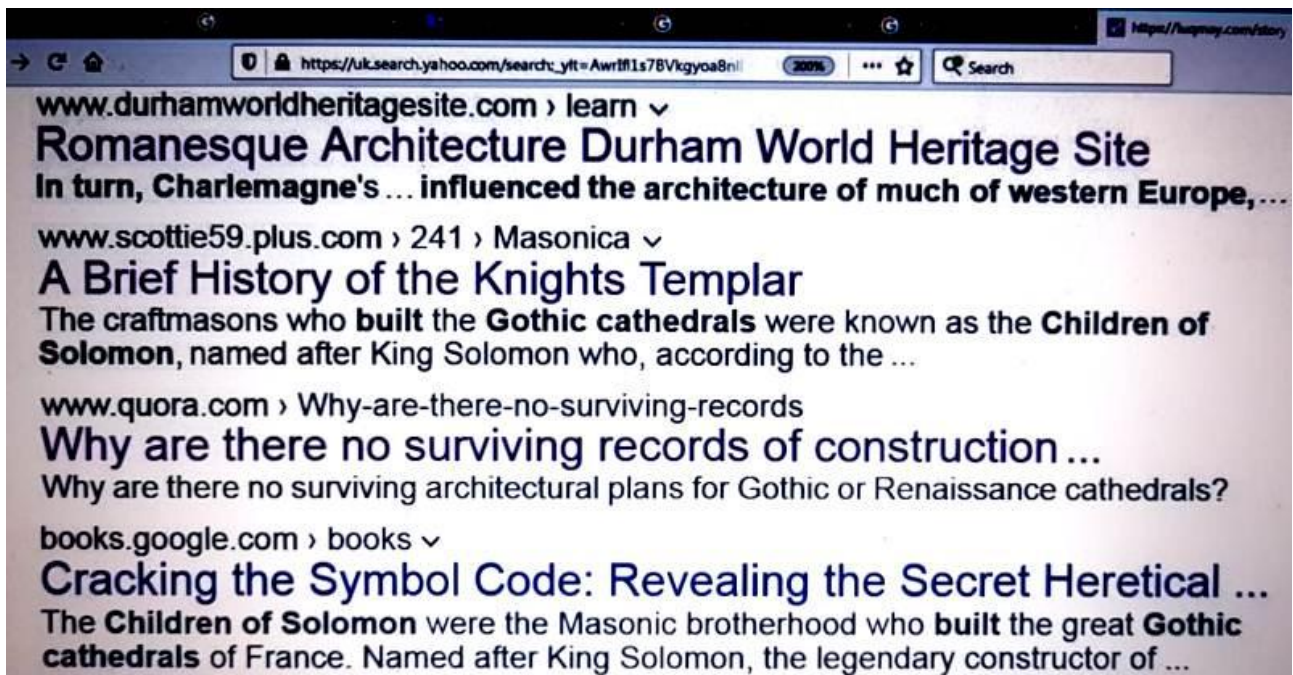 https://uk.search.yahoo.com/search;_ylt= 200% Search
www.durhamworldheritagesite.com › learn
Romanesque Architecture Durham World Heritage Site
In turn, Charlemagne's ... influenced the architecture of much of western Europe,...
www.scottie59.plus.com › 241 › Masonica
A Brief History of the Knights Templar
The craftmasons who built the Gothic cathedrals were known as the Children of
Solomon, named after King Solomon who, according to the ...
www.quora.com › Why-are-there-no-surviving-records
Why are there no surviving records of construction ...
Why are there no surviving architectural plans for Gothic or Renaissance cathedrals?
books.google.com › books
Cracking the Symbol Code: Revealing the Secret Heretical ...
The Children of Solomon were the Masonic brotherhood who built the great Gothic
cathedrals of France. Named after King Solomon, the legendary constructor of ...